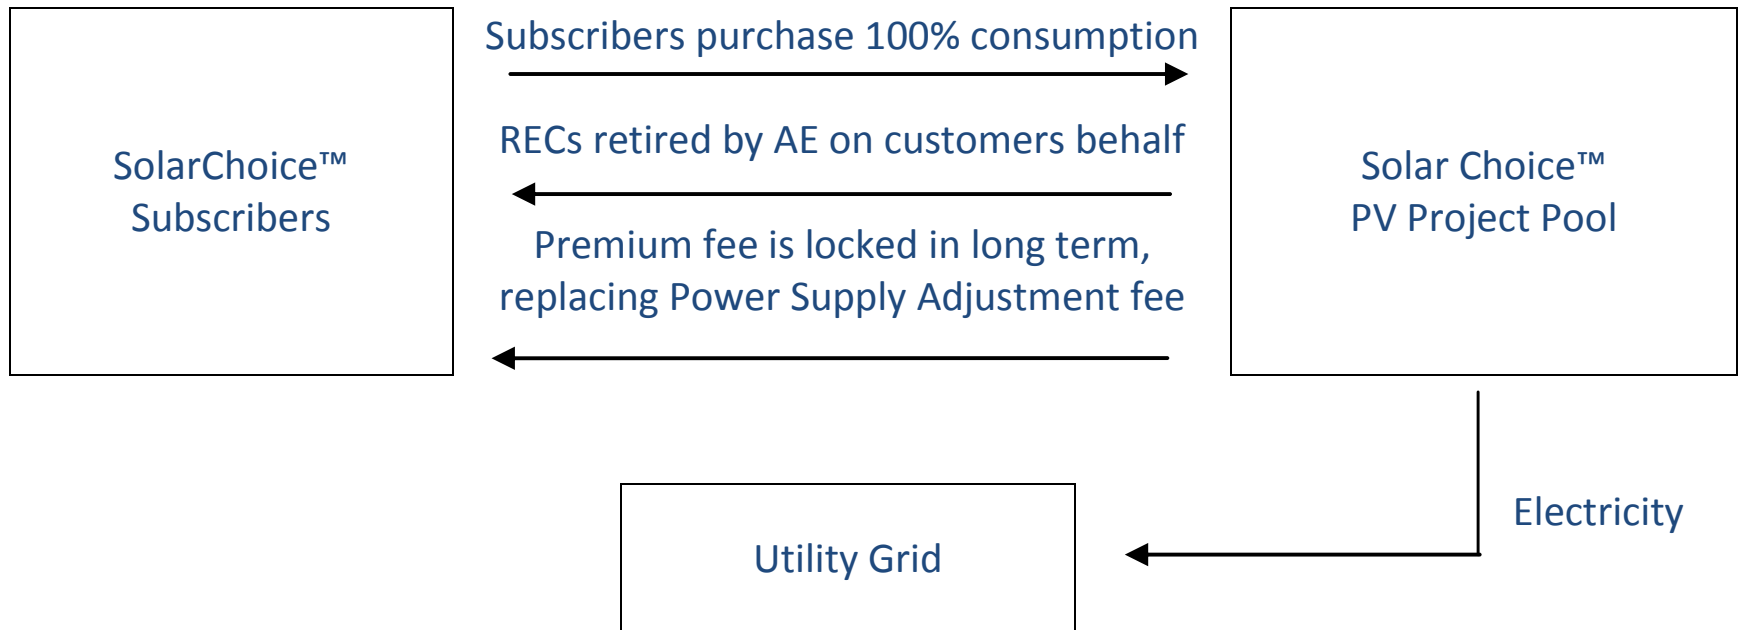 Subscribers purchase 100% consumption
RECs retired by AE on customers behalf
SolarChoice™
Subscribers
Solar Choice™
PV Project Pool
Premium fee is locked in long term,
replacing Power Supply Adjustment fee
Electricity
Utility Grid